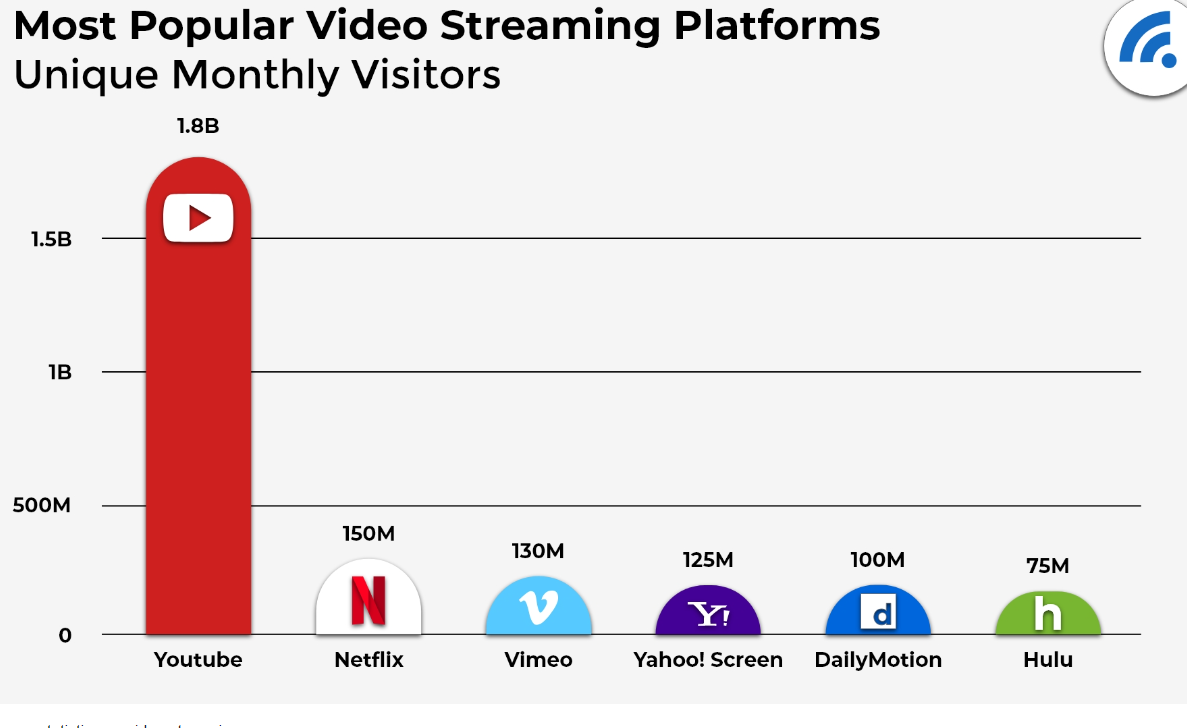 Most Popular Video Streaming Platforms
Unique Monthly Visitors
1.8B
1.5B
1B
500M
150M
130M
125M
100M
75M
N
v
Y!
d
h
0
Youtube
Netflix
Vimeo
Yahoo! Screen
DailyMotion
Hulu